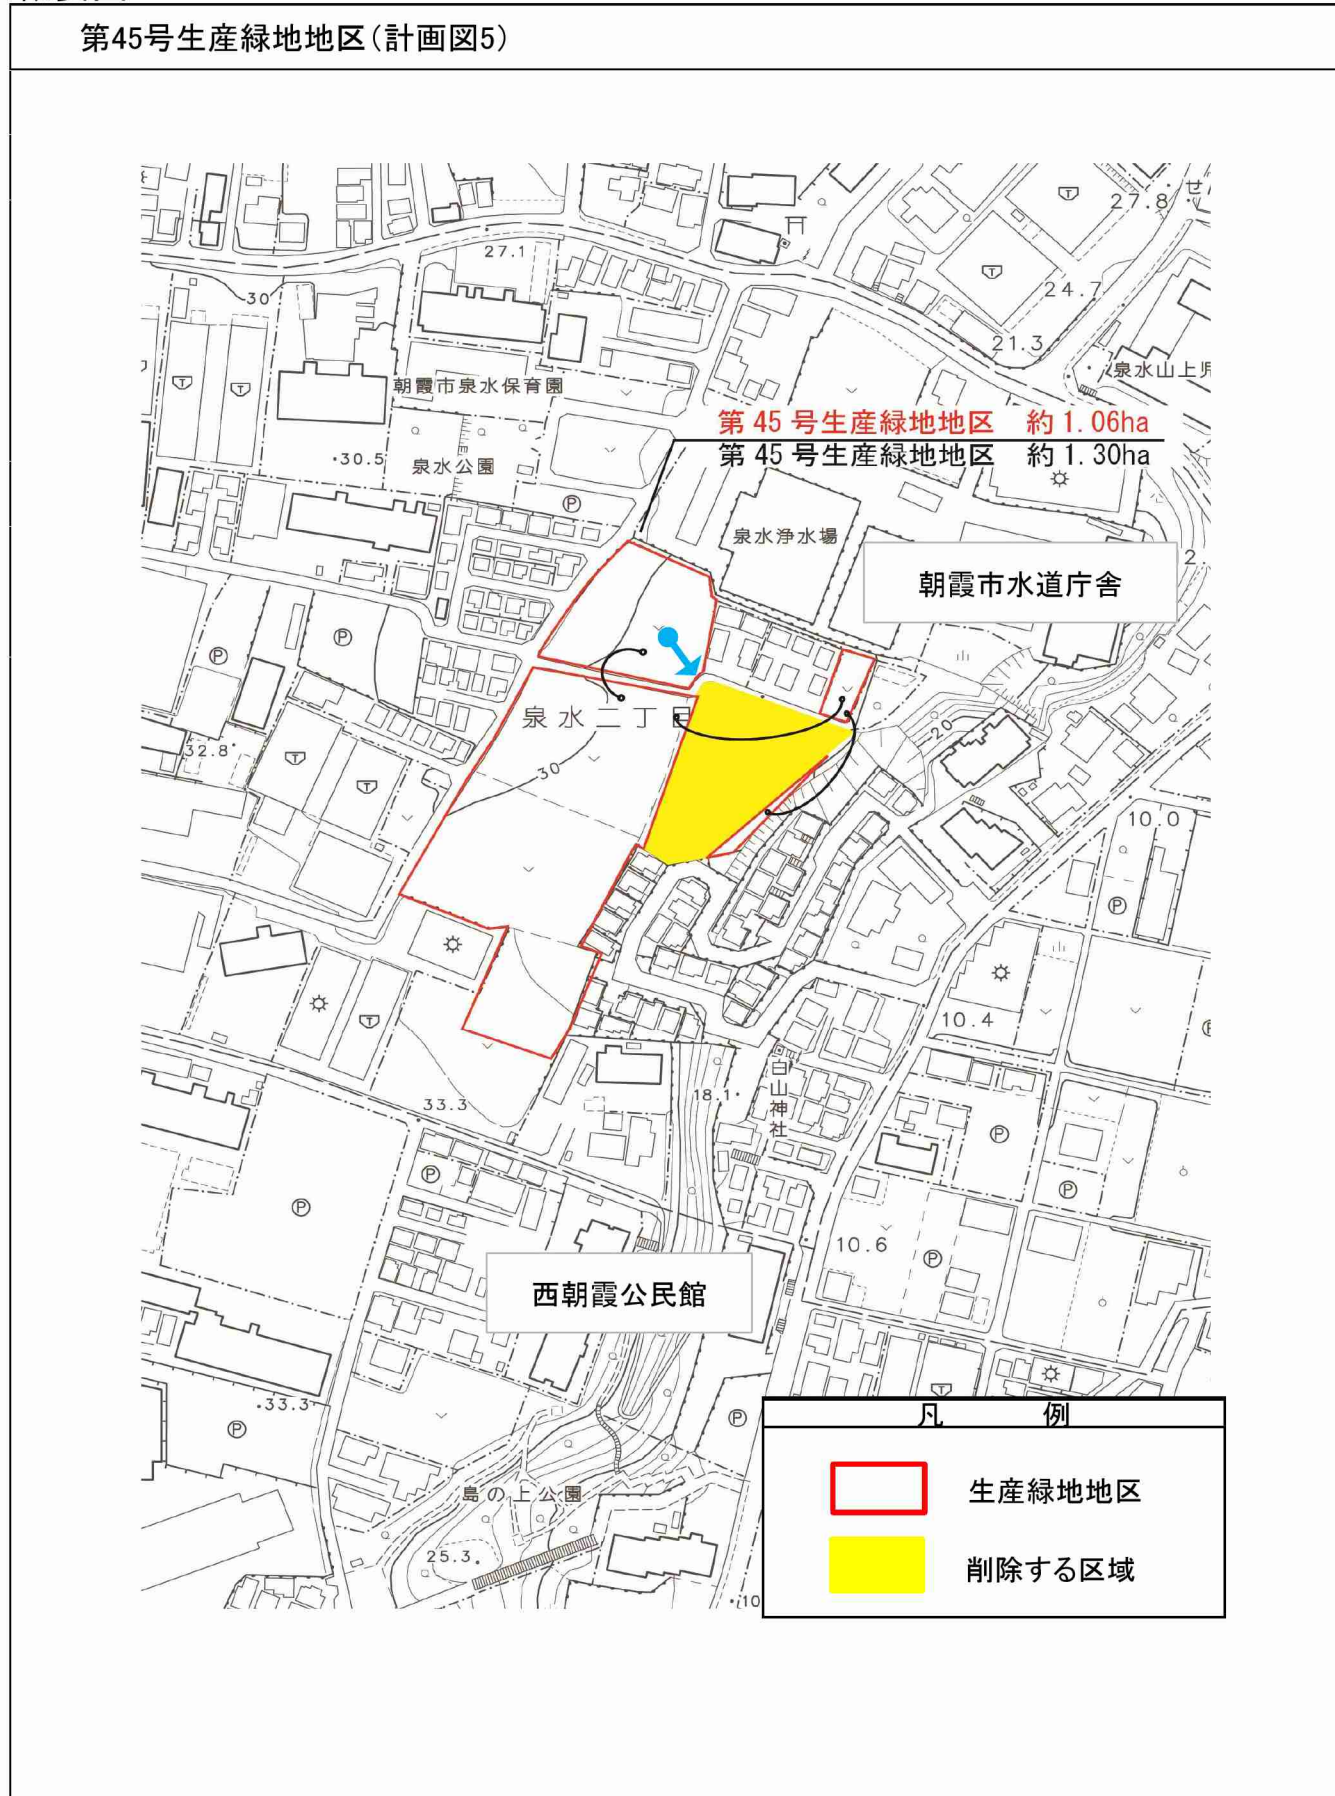 第45号生産緑地地区(計画図5)
27.8
せ
27.1
30
24.7
21.3
泉水山上児
朝霞市泉水保育園
第 45 号生産緑地地区 約 1.06ha
第 45 号生産緑地地区 約 1.30ha
30.5
泉水公園
P
泉水浄水場
朝霞市水道庁舎
2
P
P
泉水二丁目
32.8
20
30
10.0
P
10.4
白山神社
18.1
33.3
P
P
P
P
10.6
P
西朝霞公民館
33.3
P
P
島の上公園
25.3
10
凡 例
生産緑地地区
削除する区域